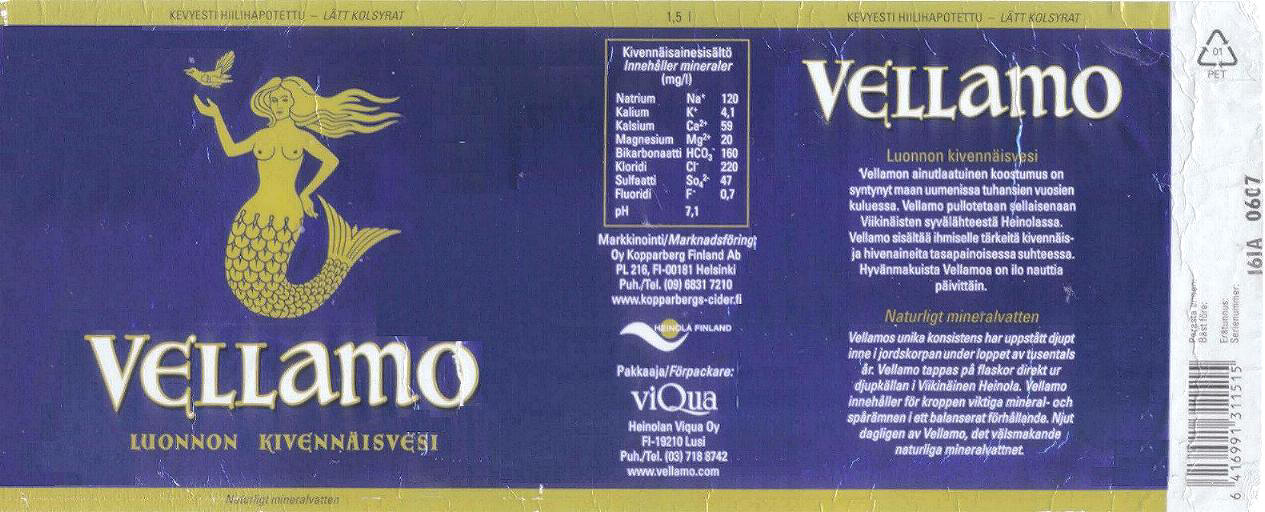 KEVYESTI HIILIHAPOTETTU – LÄTT KOLSYRAT
VELLAMO
LUONNON KIVENNÄISVESI
Naturligt mineralvatten
1,5 l
Kivennäisainesisältö
Innehåller mineraler
(mg/l)
Natrium Na⁺ 120
Kalium K⁺ 4,1
Kalsium Ca²⁺ 59
Magnesium Mg²⁺ 20
Bikarbonaatti HCO₃⁻ 160
Kloridi Cl⁻ 220
Sulfaatti So₄²⁻ 47
Fluoridi F⁻ 0,7
pH 7,1
Markkinointi/Marknadsföring
Oy Kopparberg Finland Ab
PL 216, FI-00181 Helsinki
Puh./Tel. (09) 6831 7210
www.kopparbergs-cider.fi
HEINOLA FINLAND
Pakkaaja/Förpackare:
viQua
Heinolan Viqua Oy
FI-19210 Lusi
Puh./Tel. (03) 718 8742
www.vellamo.com
KEVYESTI HIILIHAPOTETTU – LÄTT KOLSYRAT
VELLAMO
Luonnon kivennäisvesi
Vellamon ainutlaatuinen koostumus on
syntynyt maan uumenissa tuhansien vuosien
kuluessa. Vellamo pullotetaan sellaisenaan
Viikinäisten syvälähteestä Heinolassa.
Vellamo sisältää ihmiselle tärkeitä kivennäis-
ja hivenaineita tasapainoisessa suhteessa.
Hyvänmakuista Vellamoa on ilo nauttia
päivittäin.
Naturligt mineralvatten
Vellamos unika konsistens har uppstått djupt
inne i jordskorpan under loppet av tusentals
år. Vellamo tappas på flaskor direkt ur
djupkällan i Viikinäinen Heinola. Vellamo
innehåller för kroppen viktiga mineral- och
spårämnen i ett balanserat förhållande. Njut
dagligen av Vellamo, det välsmakande
naturliga mineralvattnet.
01
PET
161A 0607
Parasta ennen:
Bäst före:
Erätunnus:
Serienummer:
6 416991 311515